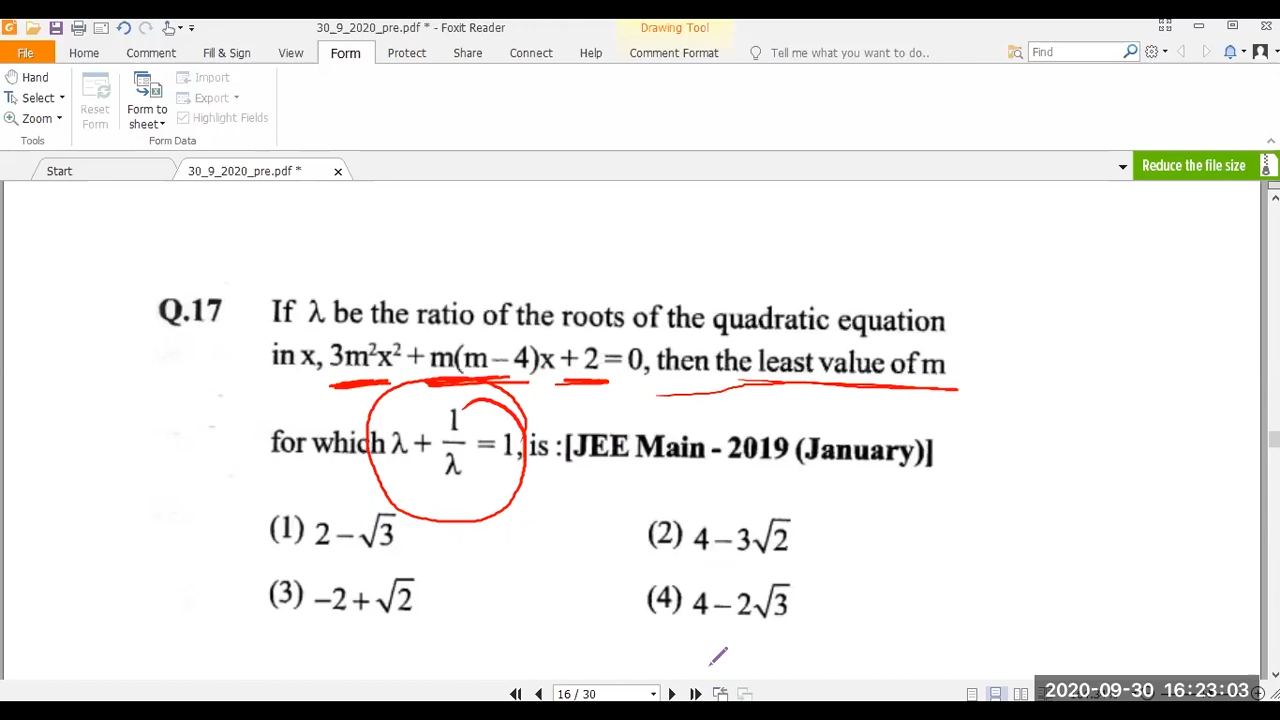 30_9_2020_pre.pdf * - Foxit Reader
Drawing Tool
File Home Comment Fill & Sign View Form Protect Share Connect Help Comment Format Tell me what you want to do.. Find
Hand
Select
Zoom
Tools
Reset Form
Form to sheet
Import
Export
Highlight Fields
Form Data
Start
30_9_2020_pre.pdf *
Reduce the file size
Q.17 If λ be the ratio of the roots of the quadratic equation
in x, 3m²x² + m(m – 4)x + 2 = 0, then the least value of m
for which λ + 1/λ = 1, is :[JEE Main - 2019 (January)]
(1) 2 – √3 (2) 4 – 3√2
(3) –2 + √2 (4) 4 – 2√3
16 / 30
2020-09-30 16:23:03